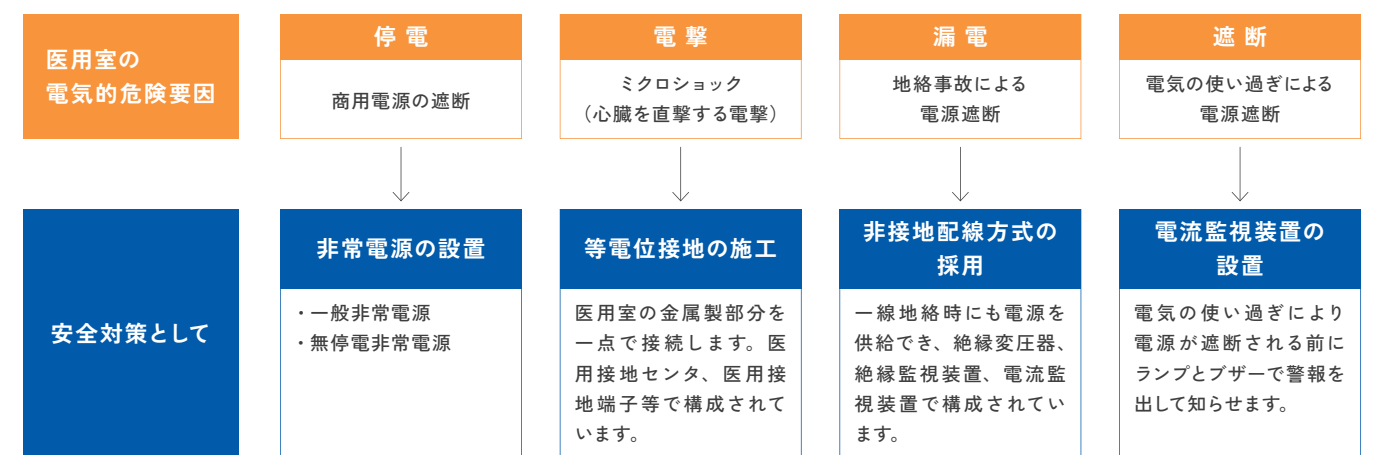 医用室の
電気的危険要因
停電
商用電源の遮断
電撃
ミクロショック
（心臓を直撃する電撃）
漏電
地絡事故による
電源遮断
遮断
電気の使い過ぎによる
電源遮断
安全対策として
非常電源の設置
・一般非常電源
・無停電非常電源
等電位接地の施工
医用室の金属製部分を
一点で接続します。医
用接地センタ、医用接
地端子等で構成されて
います。
非接地配線方式の
採用
一線地絡時にも電源を
供給でき、絶縁変圧器、
絶縁監視装置、電流監
視装置で構成されてい
ます。
電流監視装置の
設置
電気の使い過ぎにより
電源が遮断される前に
ランプとブザーで警報を
出して知らせます。